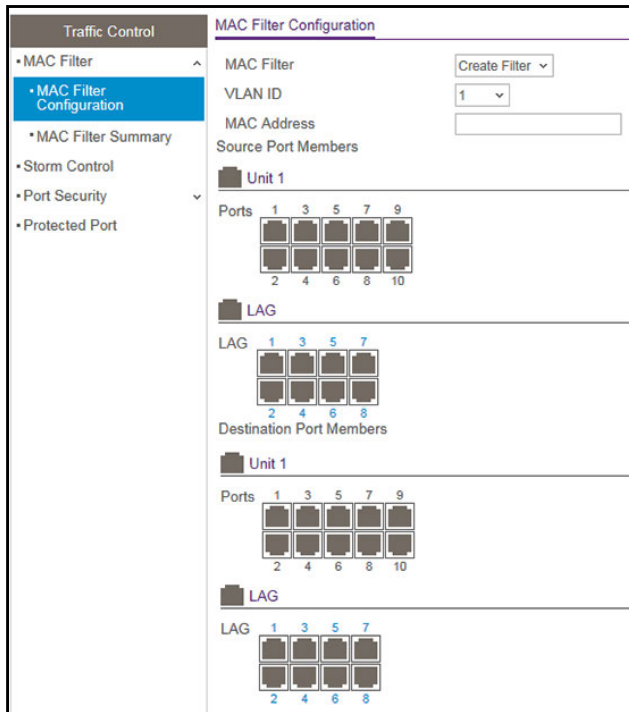 Traffic Control
MAC Filter
MAC Filter
Configuration
MAC Filter Summary
Storm Control
Port Security
Protected Port
MAC Filter Configuration
MAC Filter
Create Filter
VLAN ID
1
MAC Address
Source Port Members
Unit 1
Ports 1 3 5 7 9
2 4 6 8 10
LAG
LAG 1 3 5 7
2 4 6 8
Destination Port Members
Unit 1
Ports 1 3 5 7 9
2 4 6 8 10
LAG
LAG 1 3 5 7
2 4 6 8